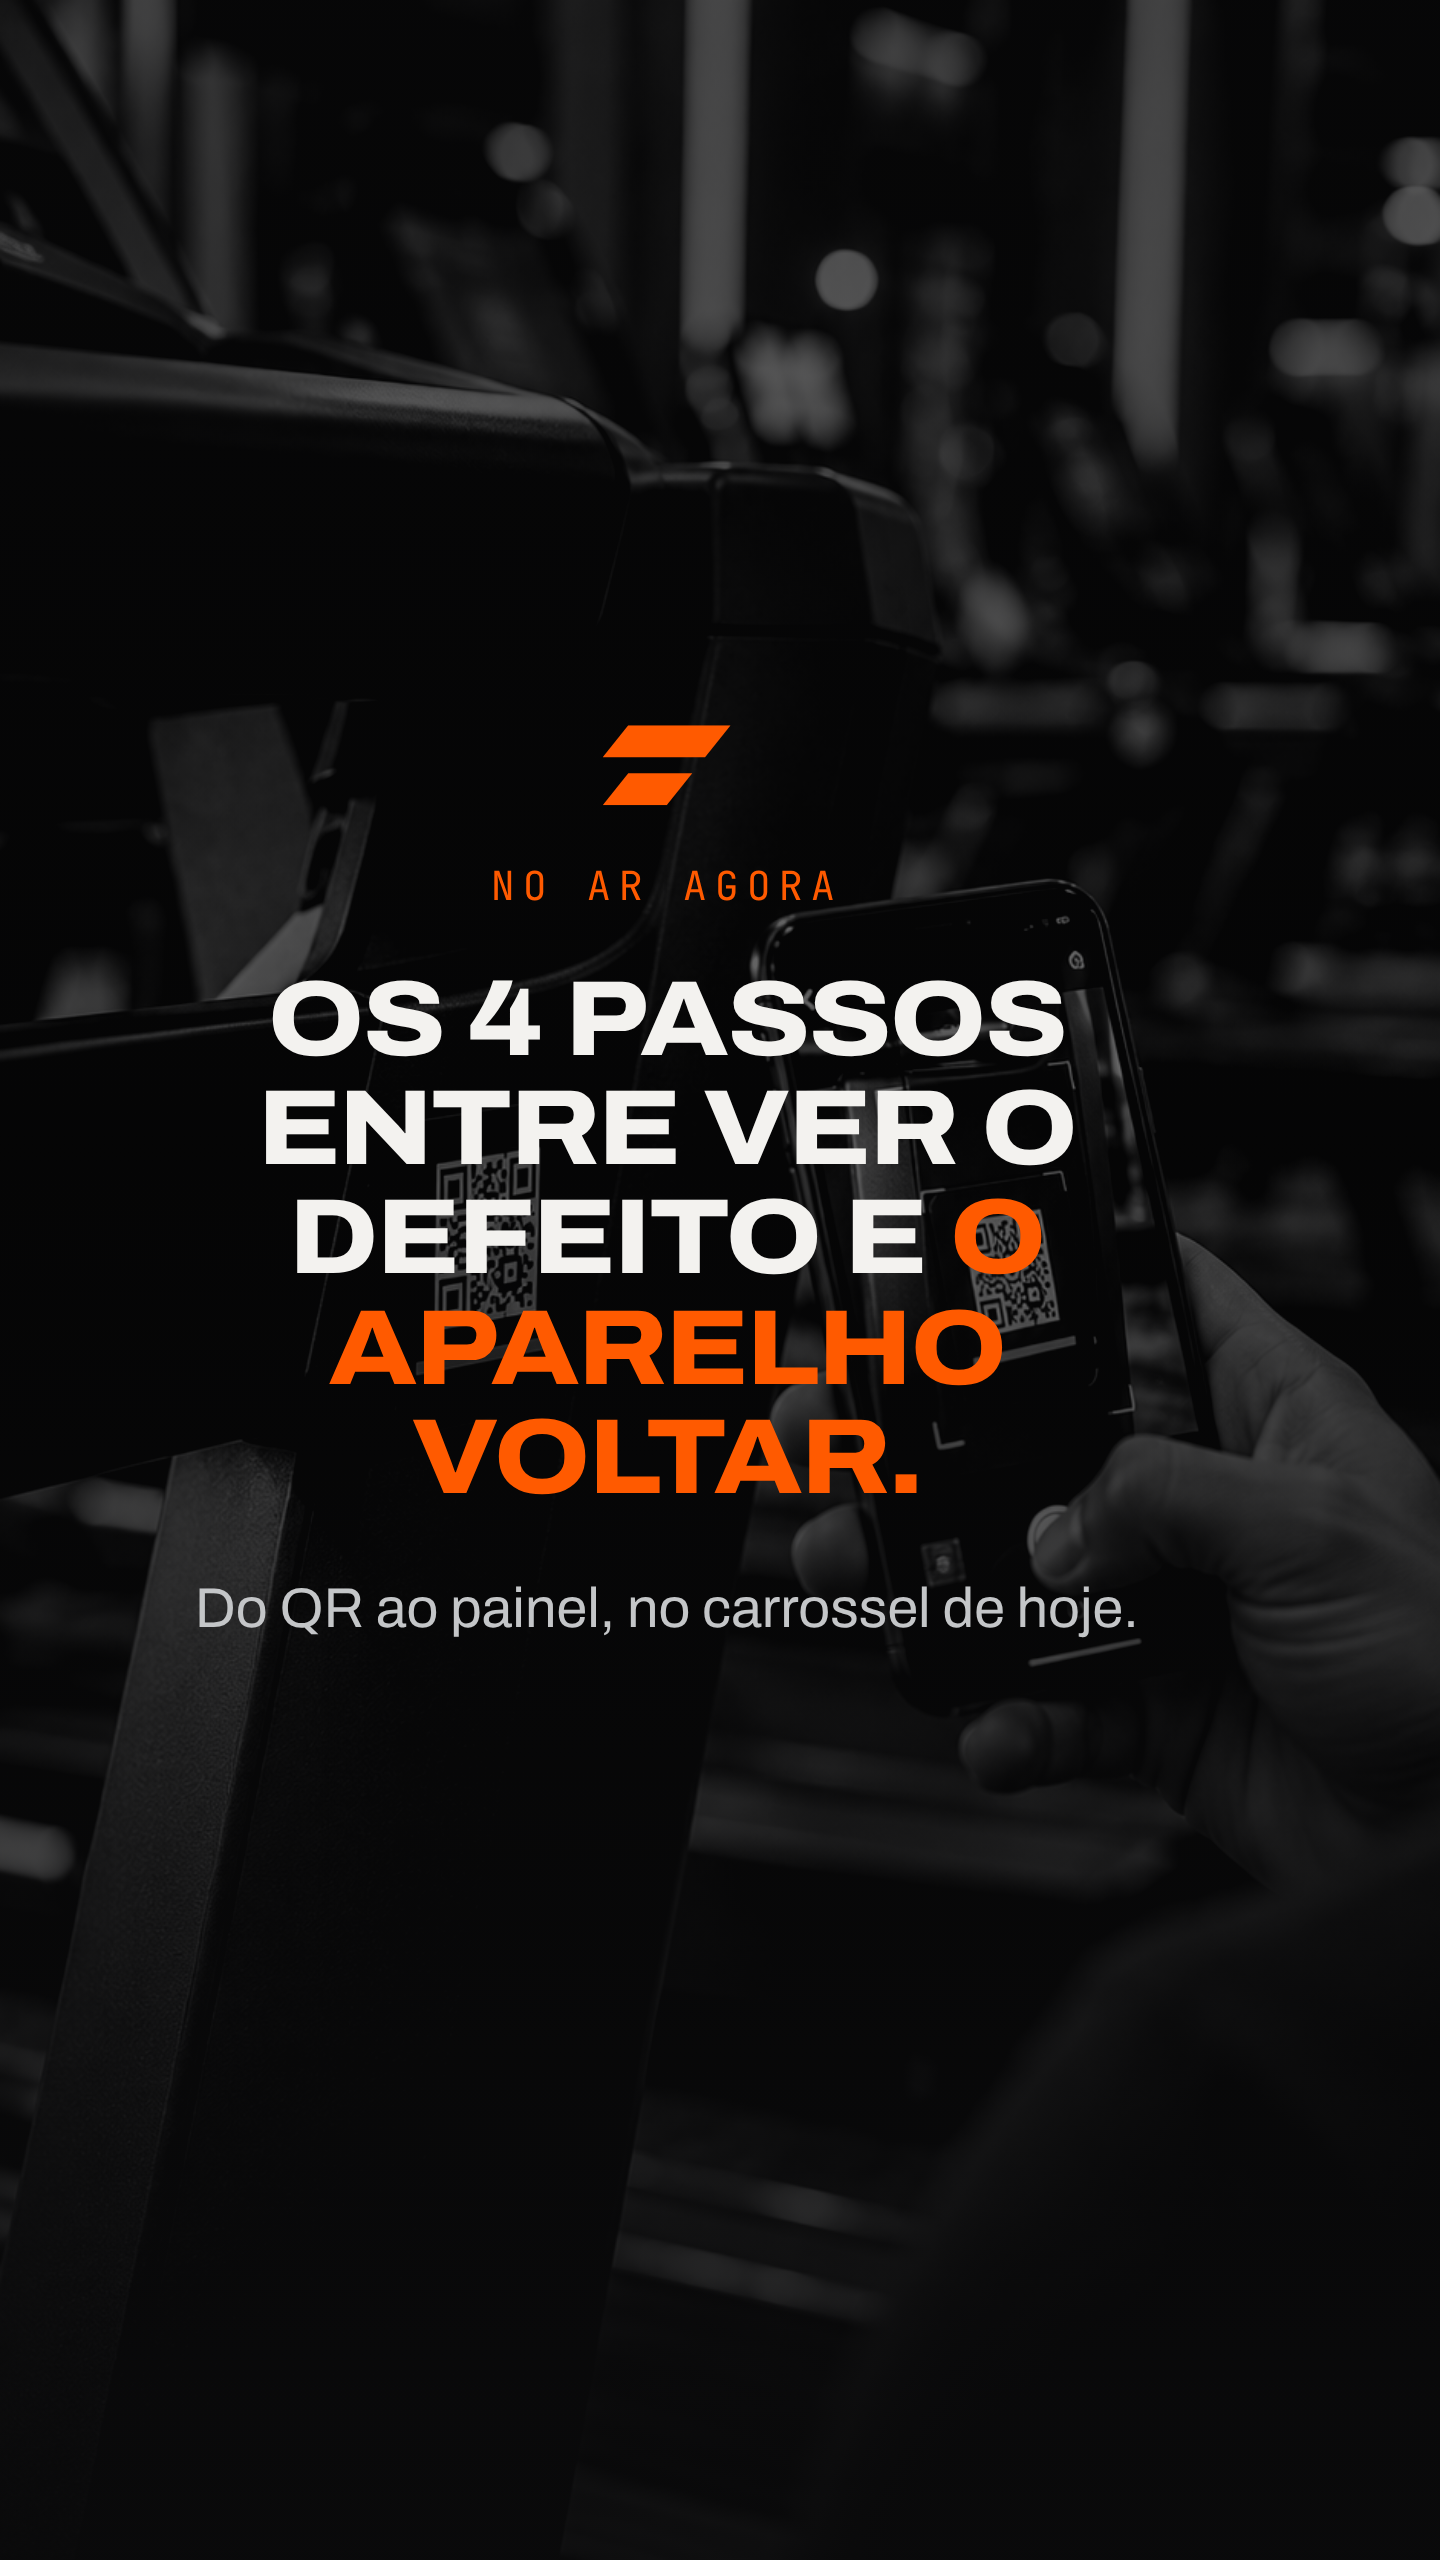 NO AR AGORA
OS 4 PASSOS
ENTRE VER O
DEFEITO E O
APARELHO
VOLTAR.
Do QR ao painel, no carrossel de hoje.